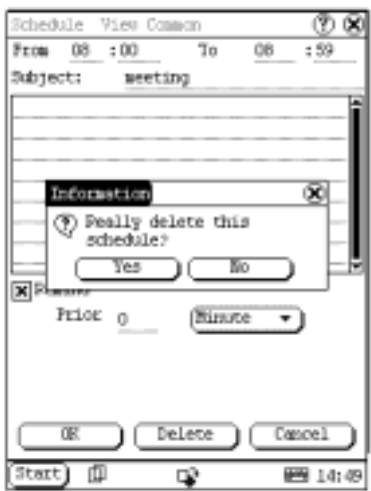 Schedule View Common
From 08 :00 To 08 :59
Subject: meeting
Information
Really delete this
schedule?
Yes No
Prior 0 Minute
OK Delete Cancel
Start 14:49